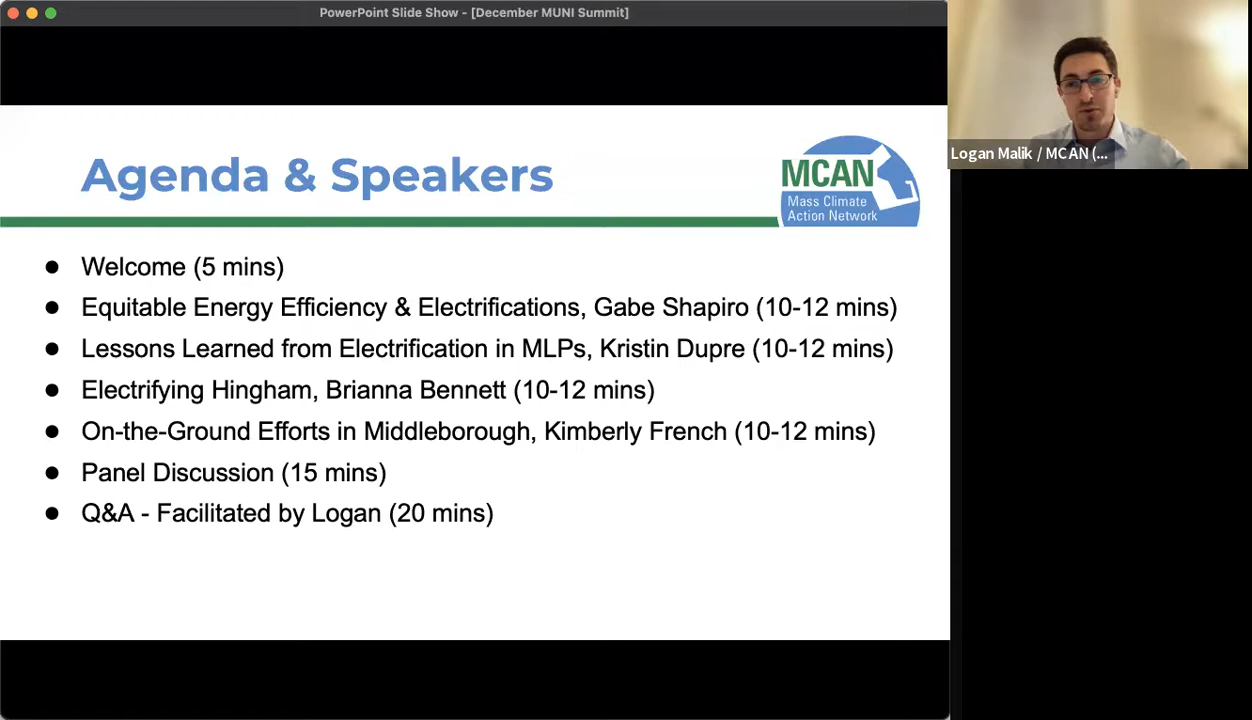 PowerPoint Slide Show - [December MUNI Summit]
Agenda & Speakers
MCAN
Mass Climate
Action Network
Logan Malik / MCAN (...
● Welcome (5 mins)
● Equitable Energy Efficiency & Electrifications, Gabe Shapiro (10-12 mins)
● Lessons Learned from Electrification in MLPs, Kristin Dupre (10-12 mins)
● Electrifying Hingham, Brianna Bennett (10-12 mins)
● On-the-Ground Efforts in Middleborough, Kimberly French (10-12 mins)
● Panel Discussion (15 mins)
● Q&A - Facilitated by Logan (20 mins)